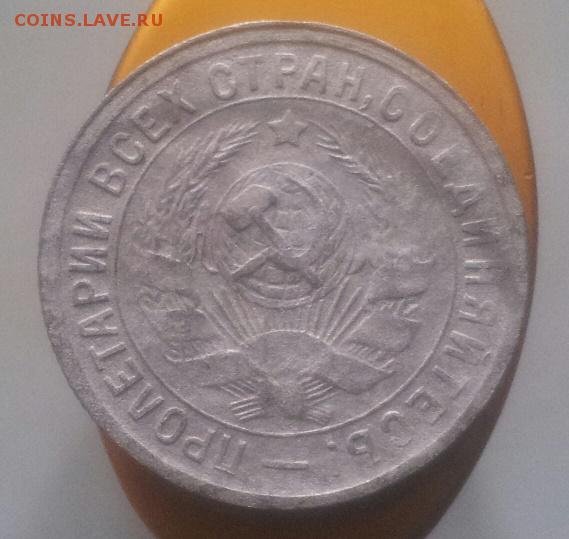 COINS.LAVE.RU
— ПРОЛЕТАРИИ ВСЕХ СТРАН, СОЕДИНЯЙТЕСЬ.